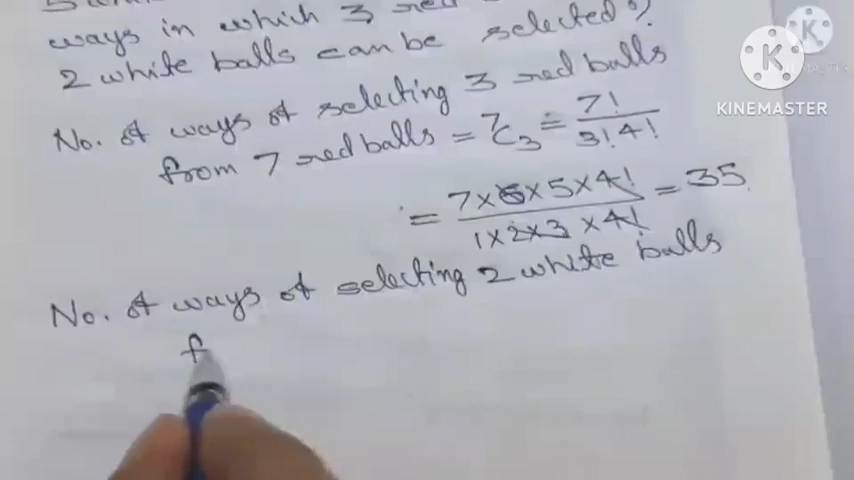 ways in which 3 red
2 white balls can be selected?
No. of ways of selecting 3 red balls
from 7 red balls = ⁷C₃ = 7! / 3! 4!
= 7×6×5×4! / 1×2×3×4! = 35
No. of ways of selecting 2 white balls
f
K KINEMASTER
K KINEMASTER